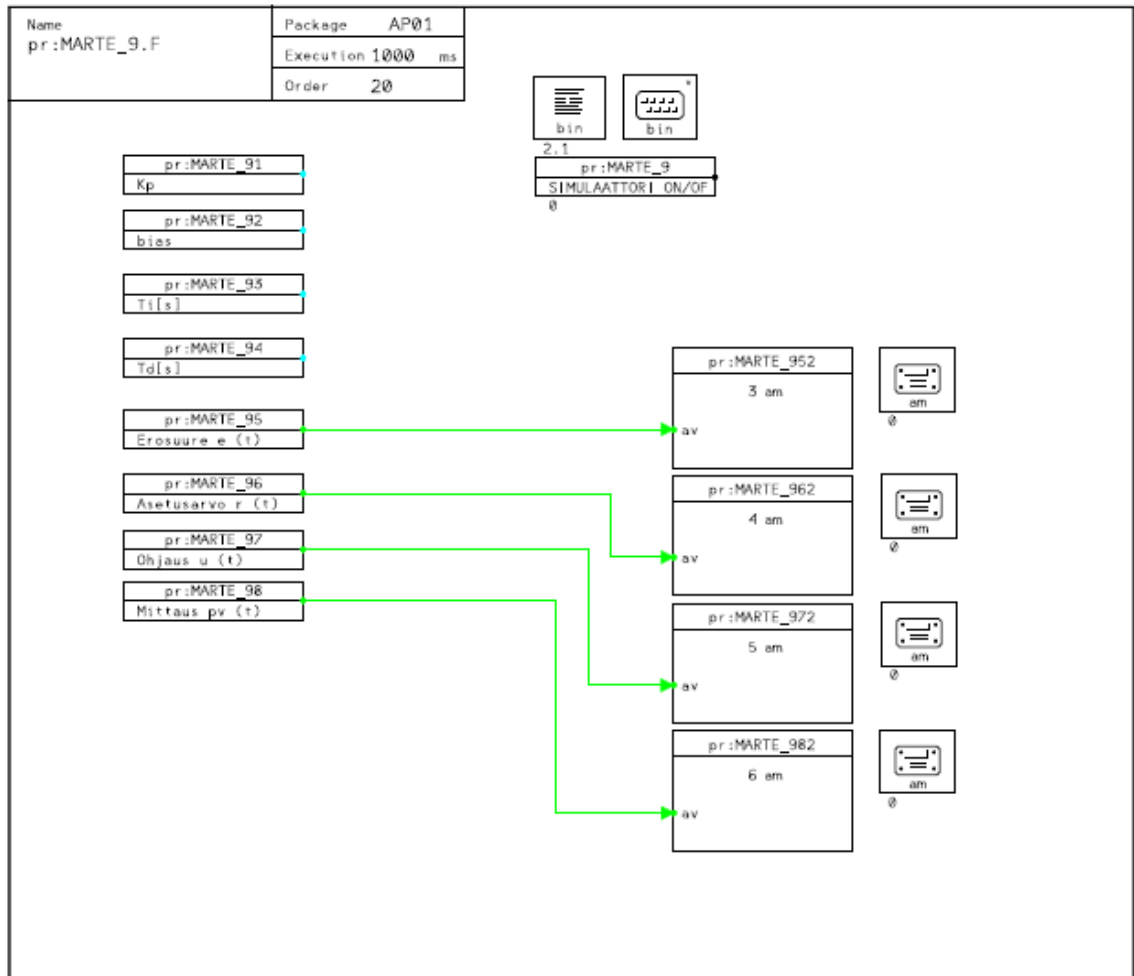 Name
pr:MARTE_9.F
Package AP01
Execution 1000 ms
Order 20
bin
bin
2.1
pr:MARTE_9
SIMULAATTORI ON/OF
0
pr:MARTE_91
Kp
pr:MARTE_92
bias
pr:MARTE_93
Ti[s]
pr:MARTE_94
Td[s]
pr:MARTE_95
Erosuure e (t)
pr:MARTE_96
Asetusarvo r (t)
pr:MARTE_97
Ohjaus u (t)
pr:MARTE_98
Mittaus pv (t)
pr:MARTE_952
3 am
av
am
0
pr:MARTE_962
4 am
av
am
0
pr:MARTE_972
5 am
av
am
0
pr:MARTE_982
6 am
av
am
0